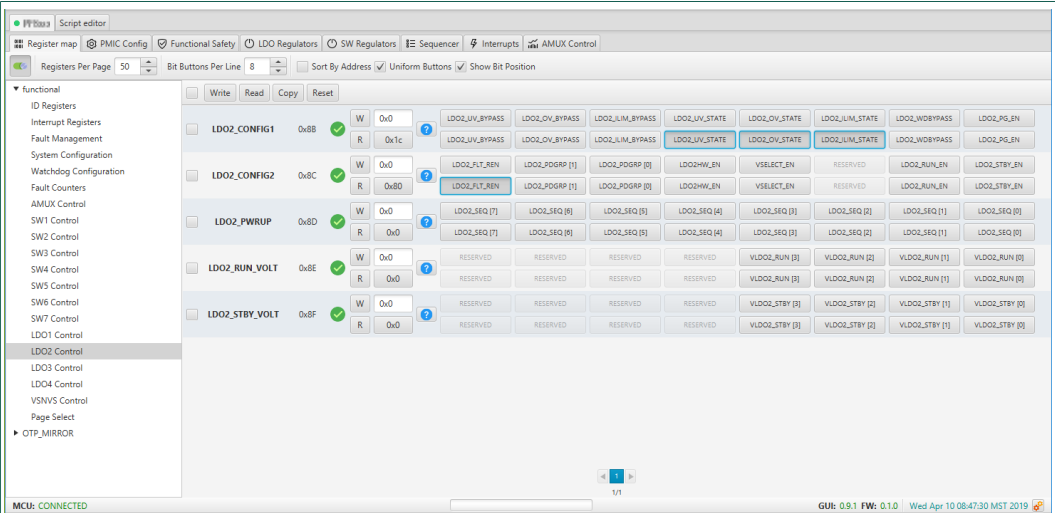 Script editor
Register map PMIC Config Functional Safety LDO Regulators SW Regulators Sequencer Interrupts AMUX Control
Registers Per Page 50 Bit Buttons Per Line 8 Sort By Address Uniform Buttons Show Bit Position
functional
ID Registers
Interrupt Registers
Fault Management
System Configuration
Watchdog Configuration
Fault Counters
AMUX Control
SW1 Control
SW2 Control
SW3 Control
SW4 Control
SW5 Control
SW6 Control
SW7 Control
LDO1 Control
LDO2 Control
LDO3 Control
LDO4 Control
VSNVS Control
Page Select
OTP_MIRROR
Write Read Copy Reset
LDO2_CONFIG1 0x8B
W 0x0 LDO2_UV_BYPASS LDO2_OV_BYPASS LDO2_ILIM_BYPASS LDO2_UV_STATE LDO2_OV_STATE LDO2_ILIM_STATE LDO2_WDBYPASS LDO2_PG_EN
R 0x1c LDO2_UV_BYPASS LDO2_OV_BYPASS LDO2_ILIM_BYPASS LDO2_UV_STATE LDO2_OV_STATE LDO2_ILIM_STATE LDO2_WDBYPASS LDO2_PG_EN
LDO2_CONFIG2 0x8C
W 0x0 LDO2_FLT_REN LDO2_PDGRP [1] LDO2_PDGRP [0] LDO2HW_EN VSELECT_EN RESERVED LDO2_RUN_EN LDO2_STBY_EN
R 0x80 LDO2_FLT_REN LDO2_PDGRP [1] LDO2_PDGRP [0] LDO2HW_EN VSELECT_EN RESERVED LDO2_RUN_EN LDO2_STBY_EN
LDO2_PWRUP 0x8D
W 0x0 LDO2_SEQ [7] LDO2_SEQ [6] LDO2_SEQ [5] LDO2_SEQ [4] LDO2_SEQ [3] LDO2_SEQ [2] LDO2_SEQ [1] LDO2_SEQ [0]
R 0x0 LDO2_SEQ [7] LDO2_SEQ [6] LDO2_SEQ [5] LDO2_SEQ [4] LDO2_SEQ [3] LDO2_SEQ [2] LDO2_SEQ [1] LDO2_SEQ [0]
LDO2_RUN_VOLT 0x8E
W 0x0 RESERVED RESERVED RESERVED RESERVED VLDO2_RUN [3] VLDO2_RUN [2] VLDO2_RUN [1] VLDO2_RUN [0]
R 0x0 RESERVED RESERVED RESERVED RESERVED VLDO2_RUN [3] VLDO2_RUN [2] VLDO2_RUN [1] VLDO2_RUN [0]
LDO2_STBY_VOLT 0x8F
W 0x0 RESERVED RESERVED RESERVED RESERVED VLDO2_STBY [3] VLDO2_STBY [2] VLDO2_STBY [1] VLDO2_STBY [0]
R 0x0 RESERVED RESERVED RESERVED RESERVED VLDO2_STBY [3] VLDO2_STBY [2] VLDO2_STBY [1] VLDO2_STBY [0]
1
1/1
MCU: CONNECTED GUI: 0.9.1 FW: 0.1.0 Wed Apr 10 08:47:30 MST 2019